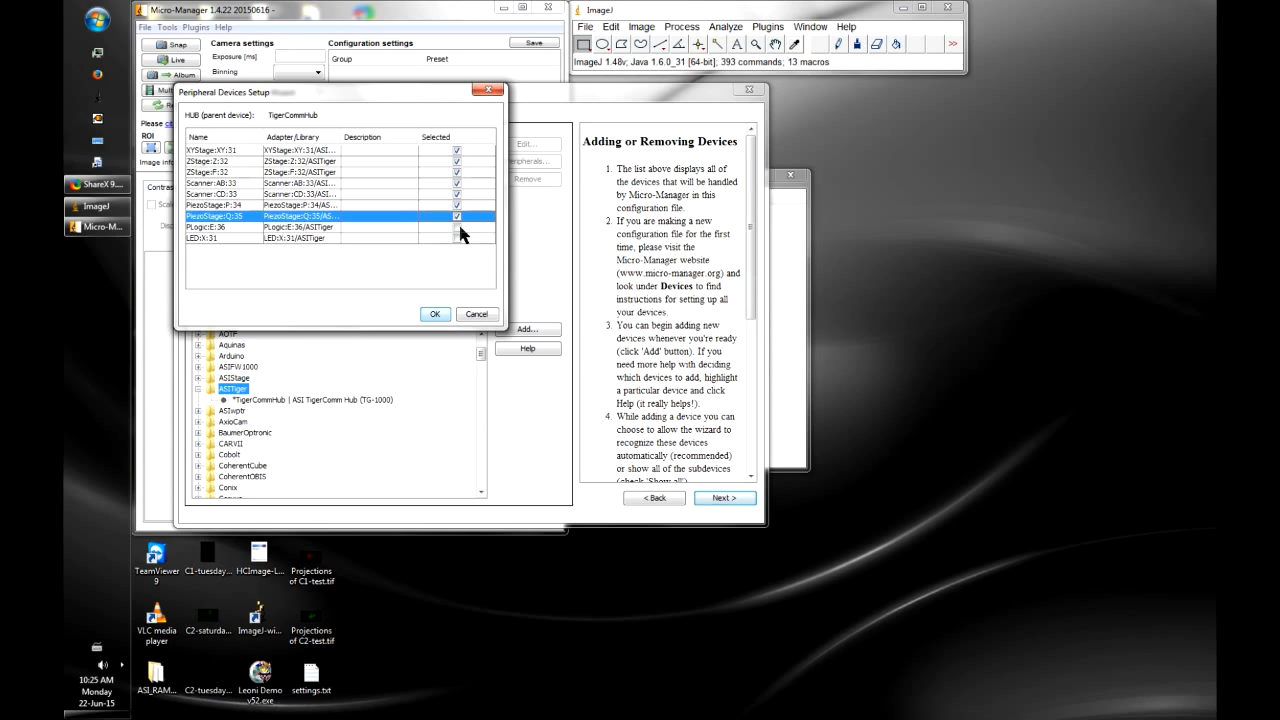 Micro-Manager 1.4.22 20150616 -
File Tools Plugins Help
Snap
Live
Album
Camera settings
Exposure [ms]
Binning
Configuration settings
Save
Group Preset
Please
ROI
ImageJ
File Edit Image Process Analyze Plugins Window Help
ImageJ 1.48v; Java 1.6.0_31 [64-bit]; 393 commands; 13 macros
Peripheral Devices Setup
HUB (parent device): TigerCommHub
Name Adapter/Library Description Selected
XYStage:XY:31 XYStage:XY:31/ASI...
ZStage:Z:32 ZStage:Z:32/ASITiger
ZStage:F:32 ZStage:F:32/ASITiger
Scanner:AB:33 Scanner:AB:33/ASI...
Scanner:CD:33 Scanner:CD:33/ASI...
PiezoStage:P:34 PiezoStage:P:34/AS...
PiezoStage:Q:35 PiezoStage:Q:35/AS...
PLogic:E:36 PLogic:E:36/ASITiger
LED:X:31 LED:X:31/ASITiger
OK Cancel
Edit...
Remove
Add...
Help
AOTF
Aquinas
Arduino
ASIFW1000
ASIStage
ASITiger
*TigerCommHub | ASI TigerComm Hub (TG-1000)
ASIwptr
AxioCam
BaumerOptronic
CARVII
Cobolt
CoherentCube
CoherentOBIS
Conix
Adding or Removing Devices
1. The list above displays all of
the devices that will be handled
by Micro-Manager in this
configuration file.
2. If you are making a new
configuration file for the first
time, please visit the
Micro-Manager website
(www.micro-manager.org) and
look under Devices to find
instructions for setting up all
your devices.
3. You can begin adding new
devices whenever you're ready
(click 'Add' button). If you
need more help with deciding
which devices to add, highlight
a particular device and click
Help (it really helps!).
4. While adding a device you can
choose to allow the wizard to
recognize these devices
automatically (recommended)
or show all of the subdevices
(check 'Show all')
< Back Next >
ShareX 9....
ImageJ
Micro-M...
TeamViewer
9
C1-tuesday...
HCImage-L...
Projections
of C1-test.tif
VLC media
player
C2-saturda...
ImageJ-wi...
Projections
of C2-test.tif
ASI_RAM...
C2-tuesday...
Leoni Demo
v52.exe
settings.txt
10:25 AM
Monday
22-Jun-15